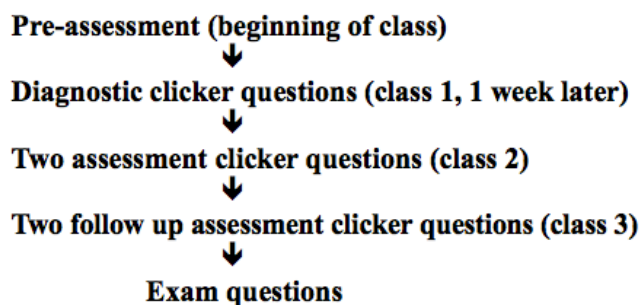 Pre-assessment (beginning of class)
Diagnostic clicker questions (class 1, 1 week later)
Two assessment clicker questions (class 2)
Two follow up assessment clicker questions (class 3)
Exam questions